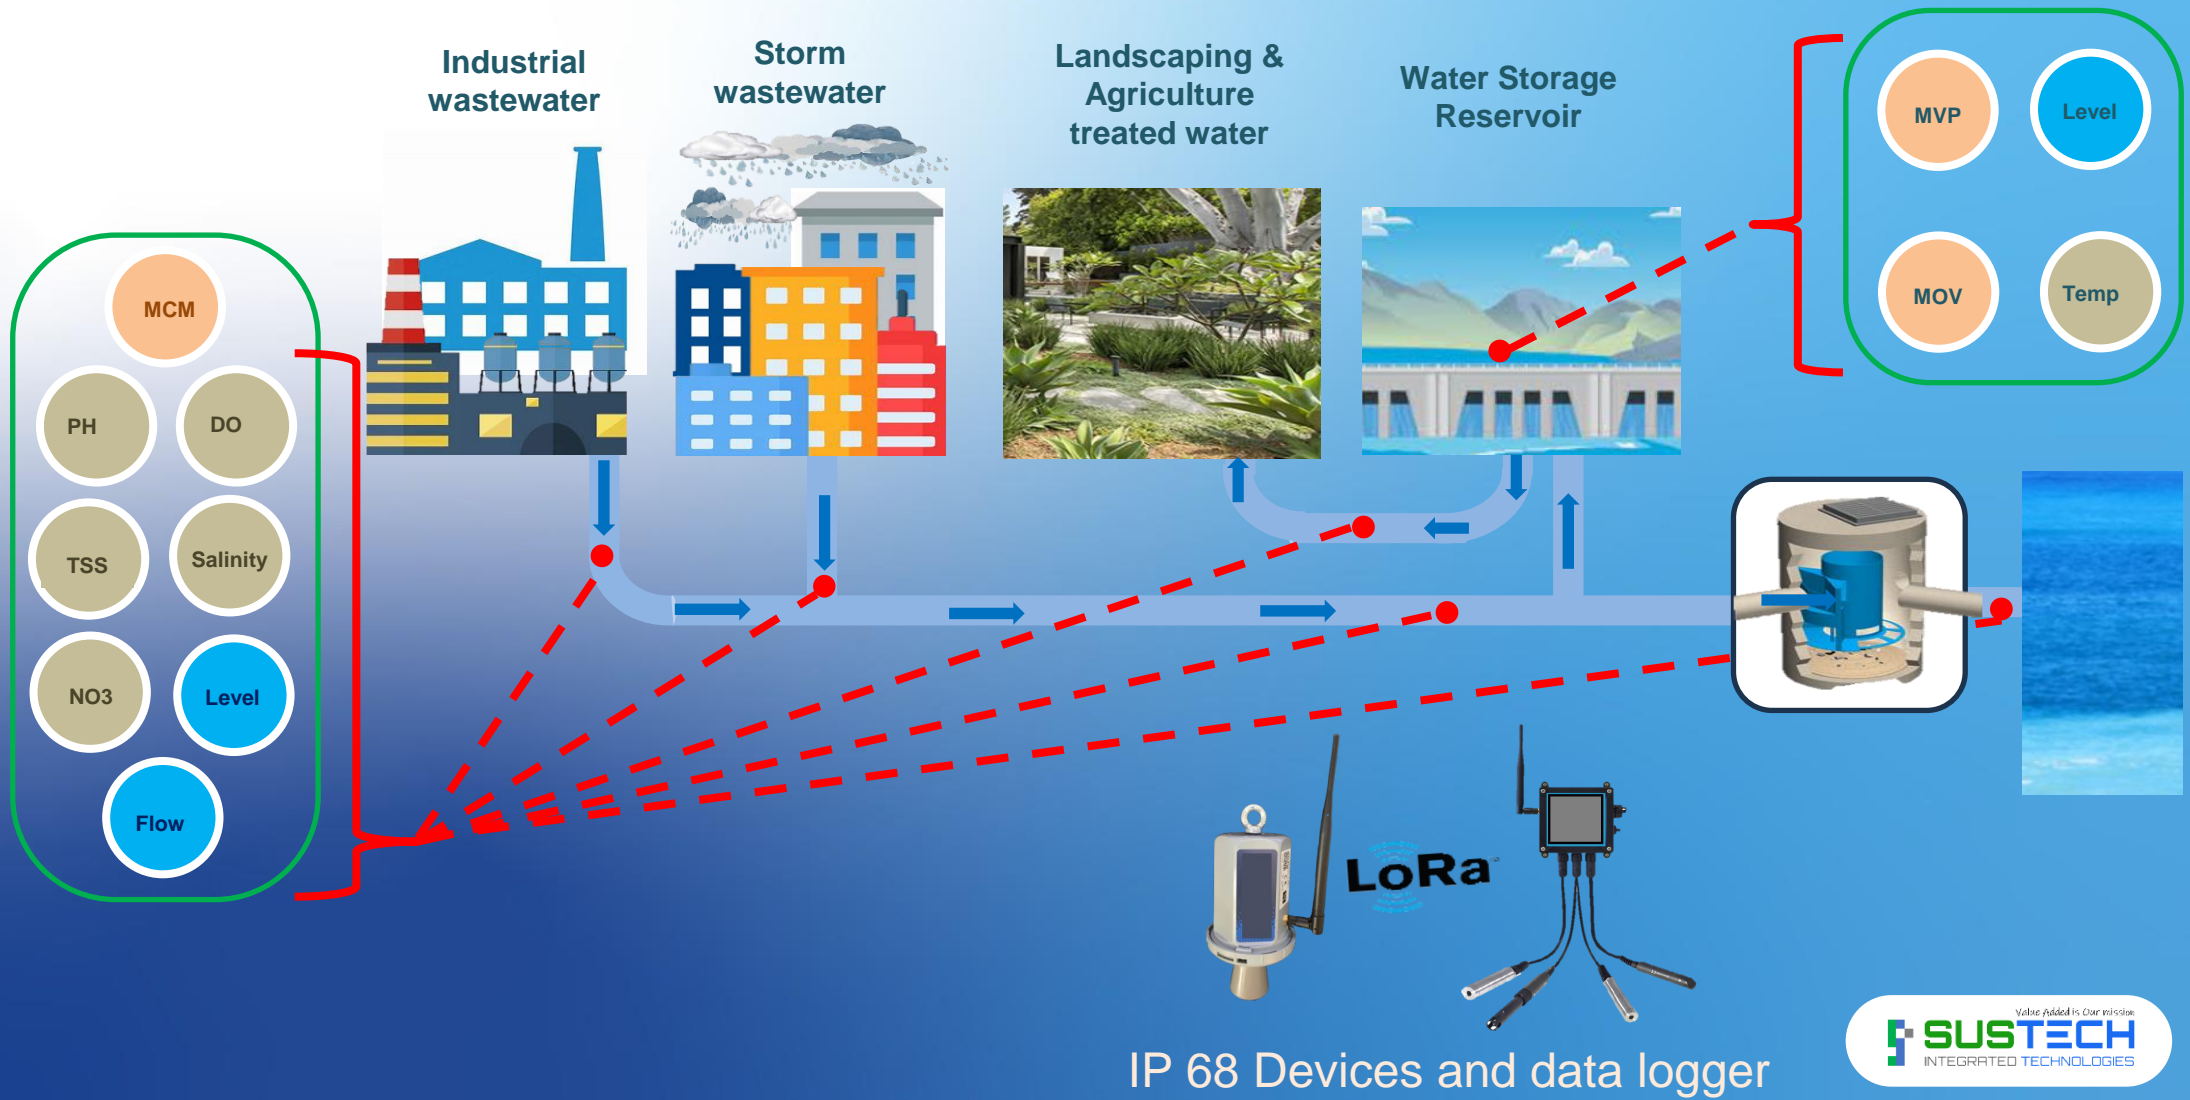 Industrial
wastewater
Storm
wastewater
Landscaping &
Agriculture
treated water
Water Storage
Reservoir
MVP
Level
MOV
Temp
MCM
PH
DO
TSS
Salinity
NO3
Level
Flow
LoRa
IP 68 Devices and data logger
Value Added is Our mission
SUSTECH
INTEGRATED TECHNOLOGIES